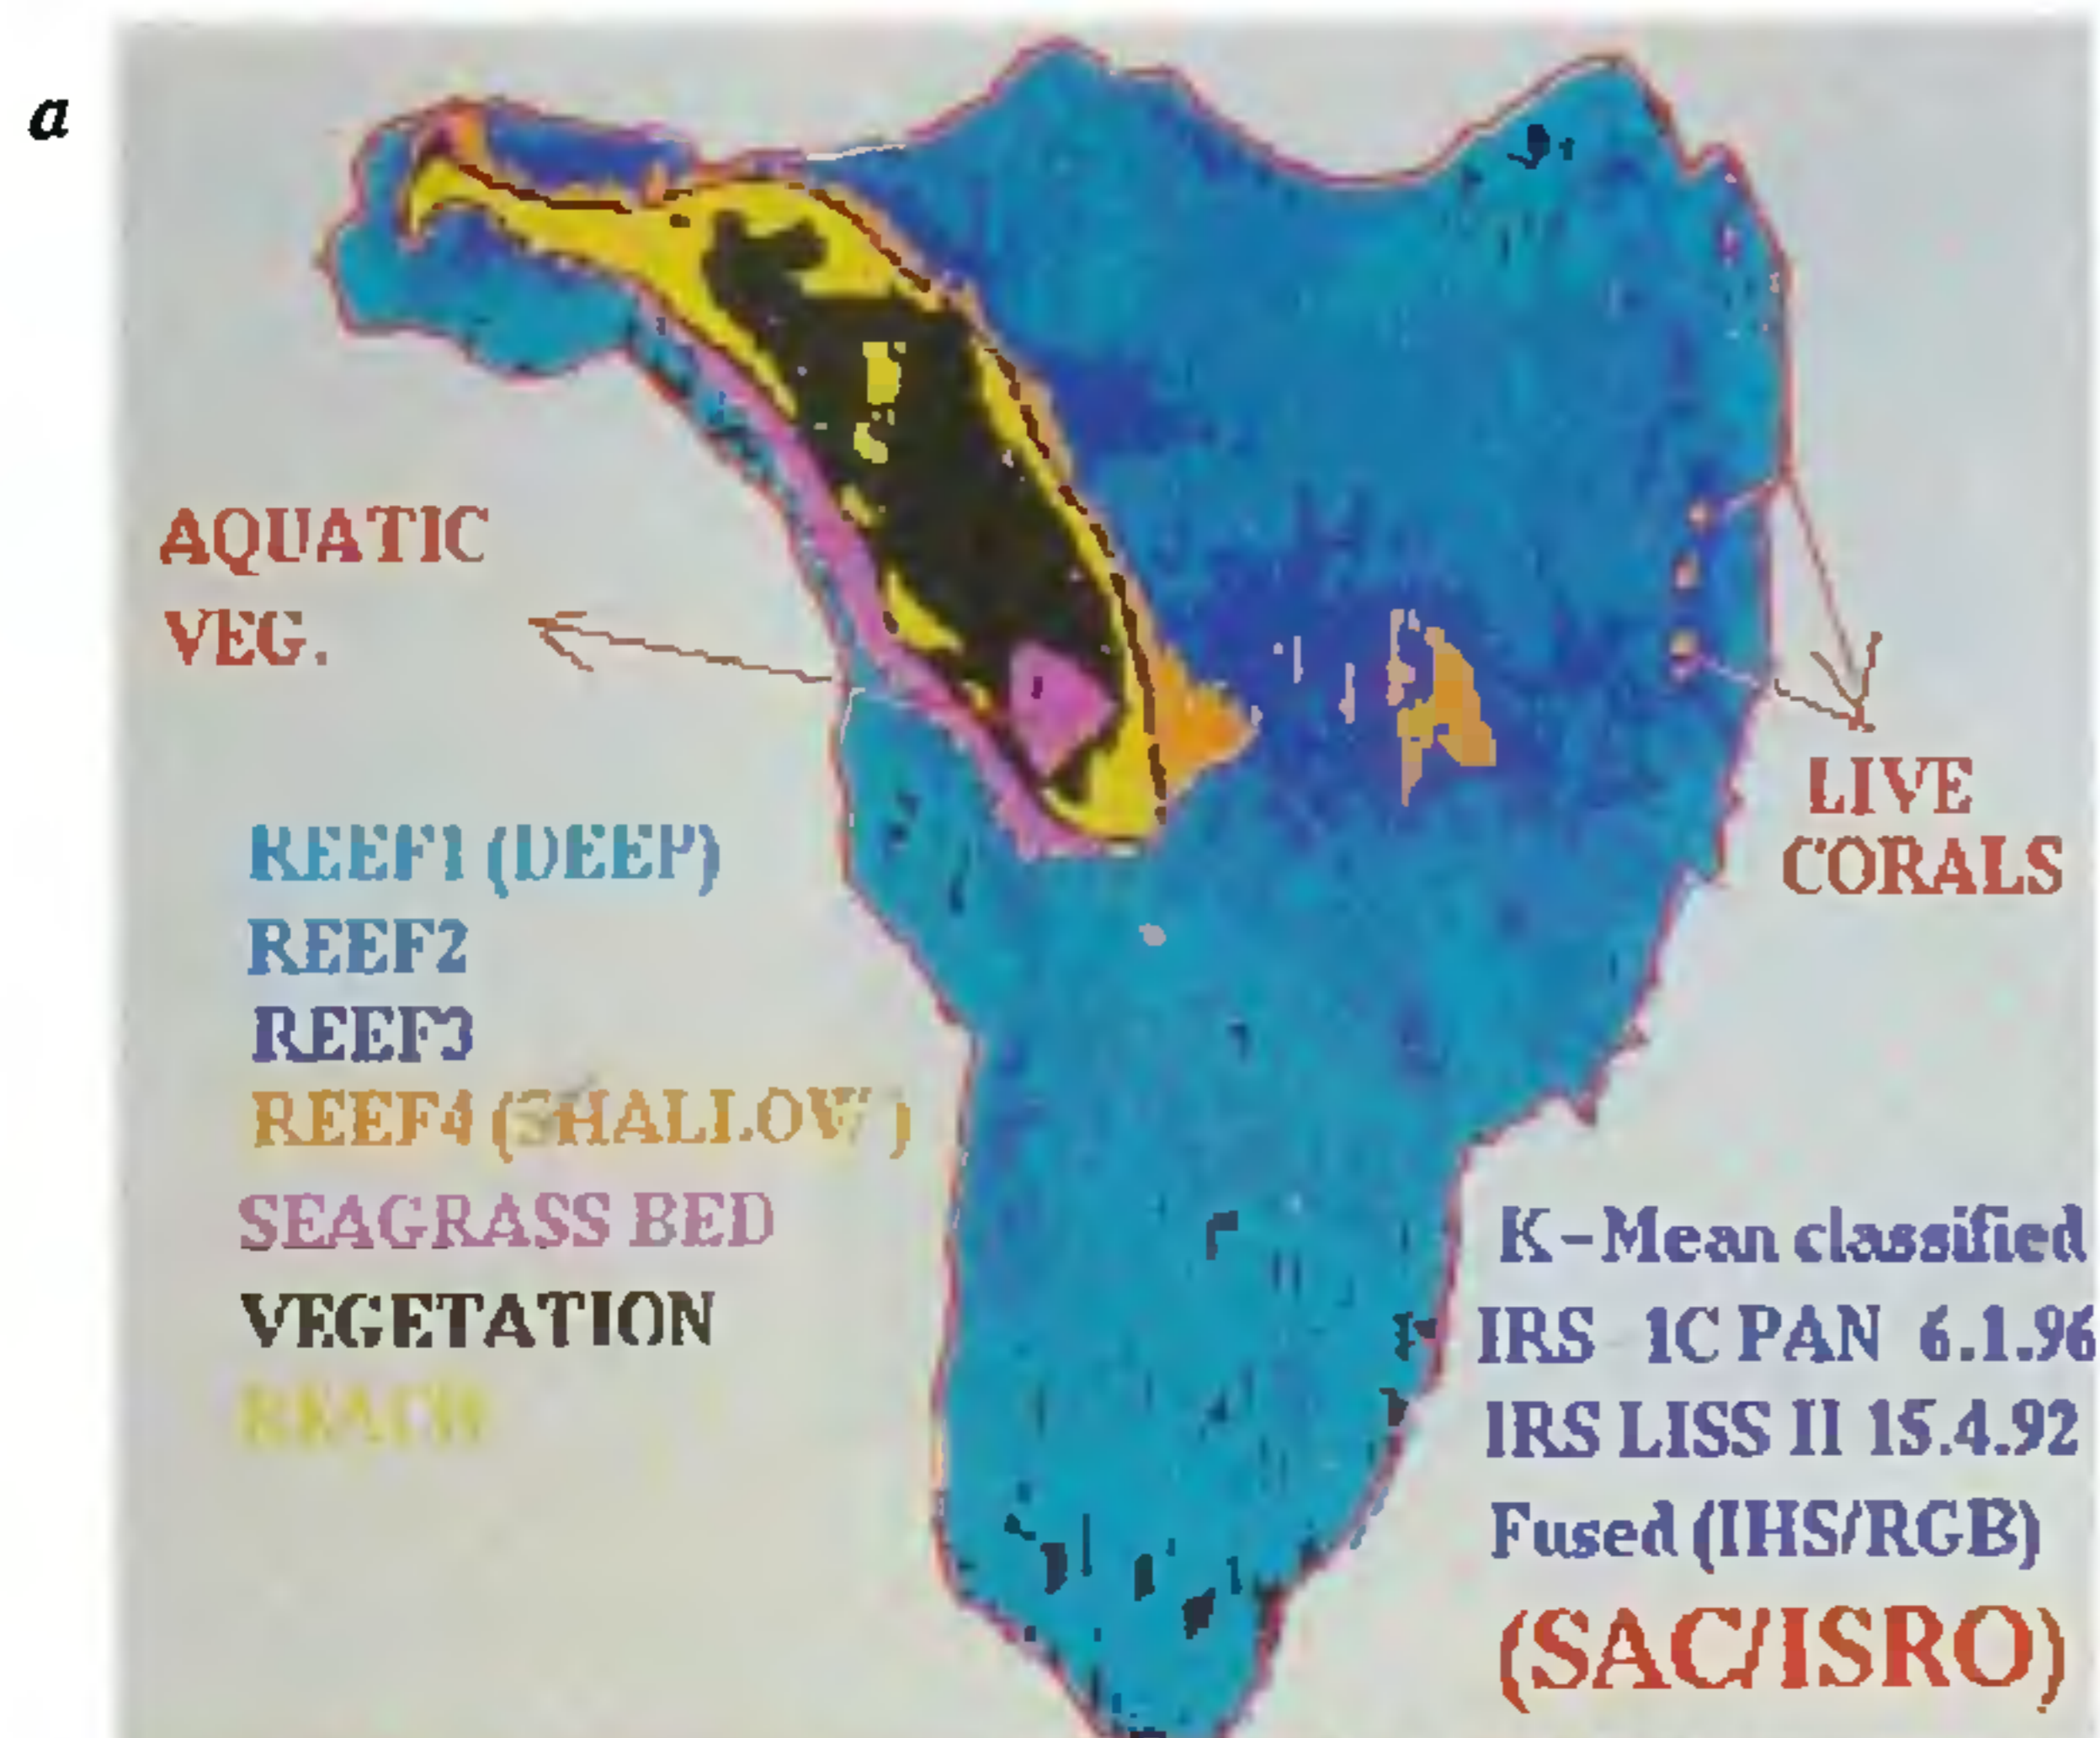 a
AQUATIC
VEG.
LIVE
CORALS
REEF1 (DEEP)
REEF2
REEF3
REEF4 (SHALLOW)
SEAGRASS BED
VEGETATION
K-Mean classified
IRS 1C PAN 6.1.96
IRS LISS II 15.4.92
Fused (IHS/RGB)
(SAC/ISRO)